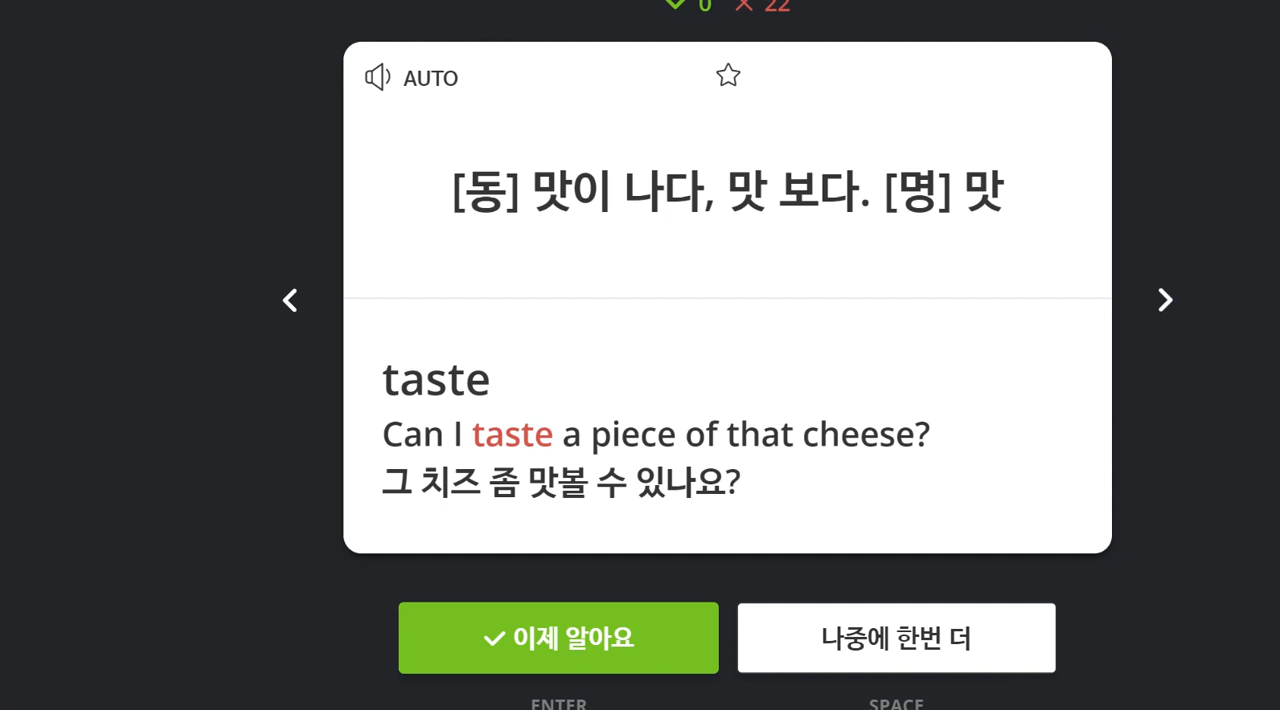 0 22
AUTO
[동] 맛이 나다, 맛 보다. [명] 맛
taste
Can I taste a piece of that cheese?
그 치즈 좀 맛볼 수 있나요?
이제 알아요 나중에 한번 더
ENTER SPACE